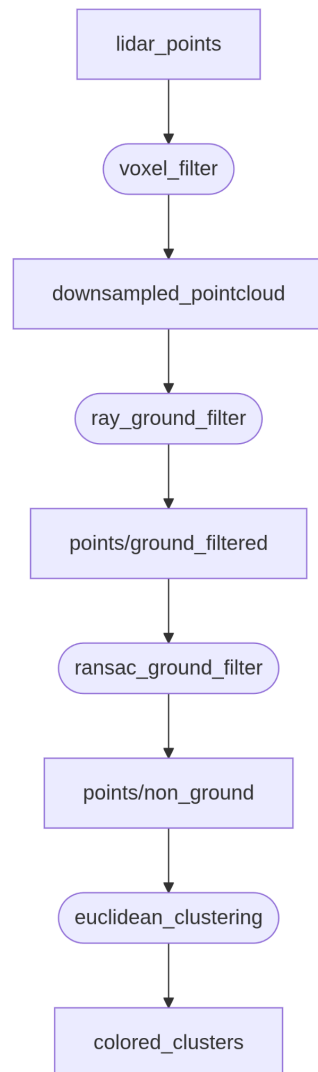 lidar_points
voxel_filter
downsampled_pointcloud
ray_ground_filter
points/ground_filtered
ransac_ground_filter
points/non_ground
euclidean_clustering
colored_clusters